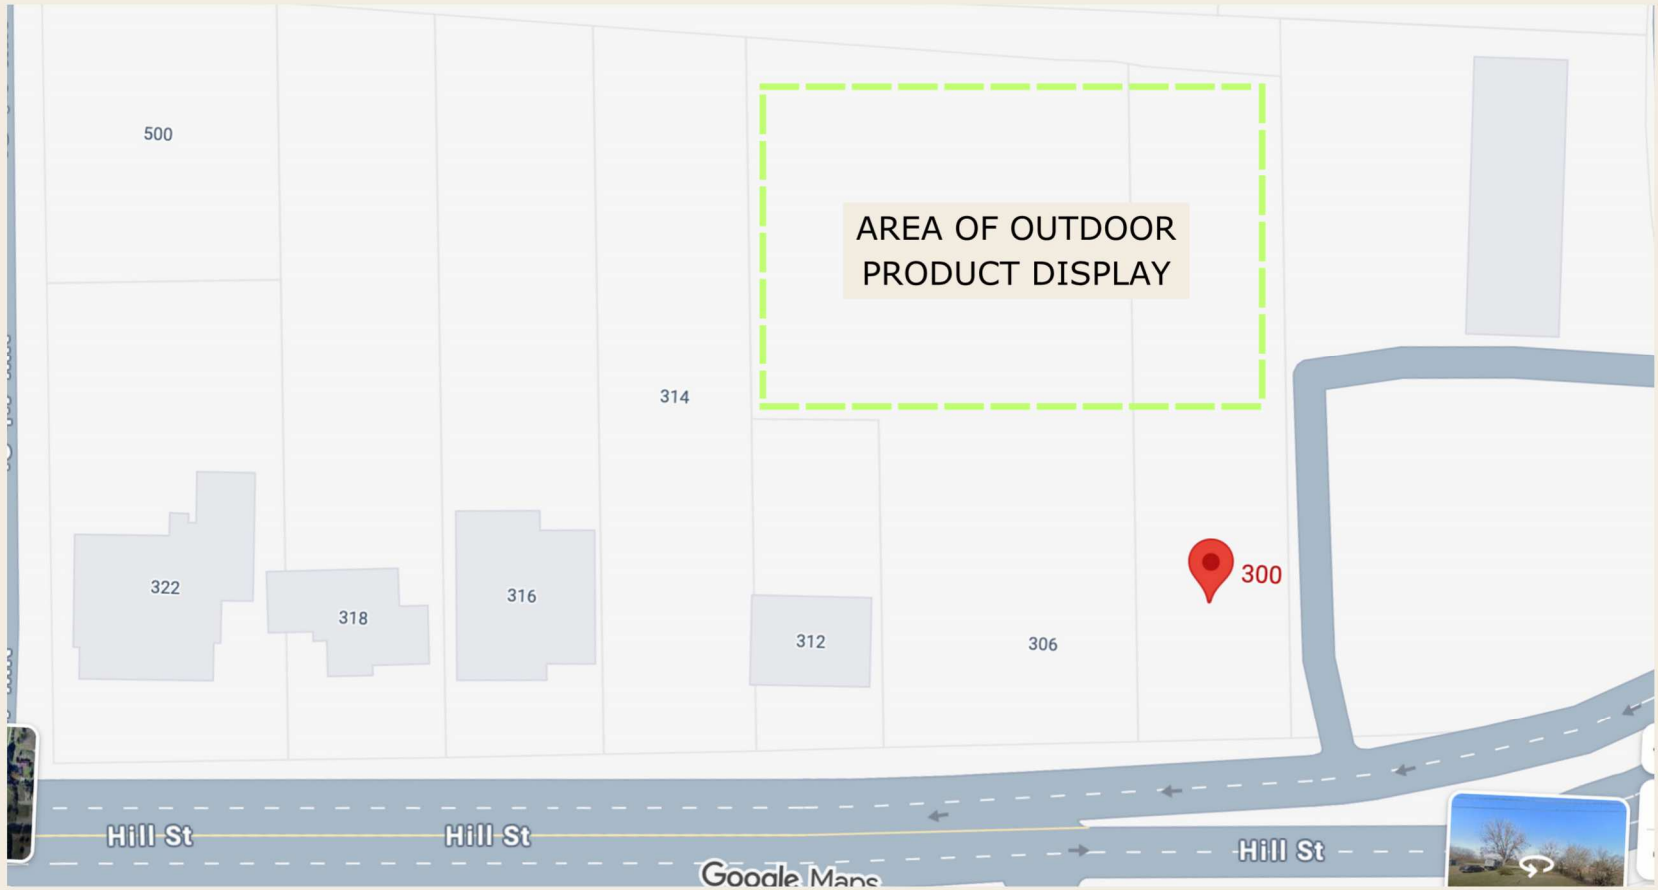 500
AREA OF OUTDOOR
PRODUCT DISPLAY
314
300
322
316
318
312
306
Hill St
Hill St
Hill St
Google Maps